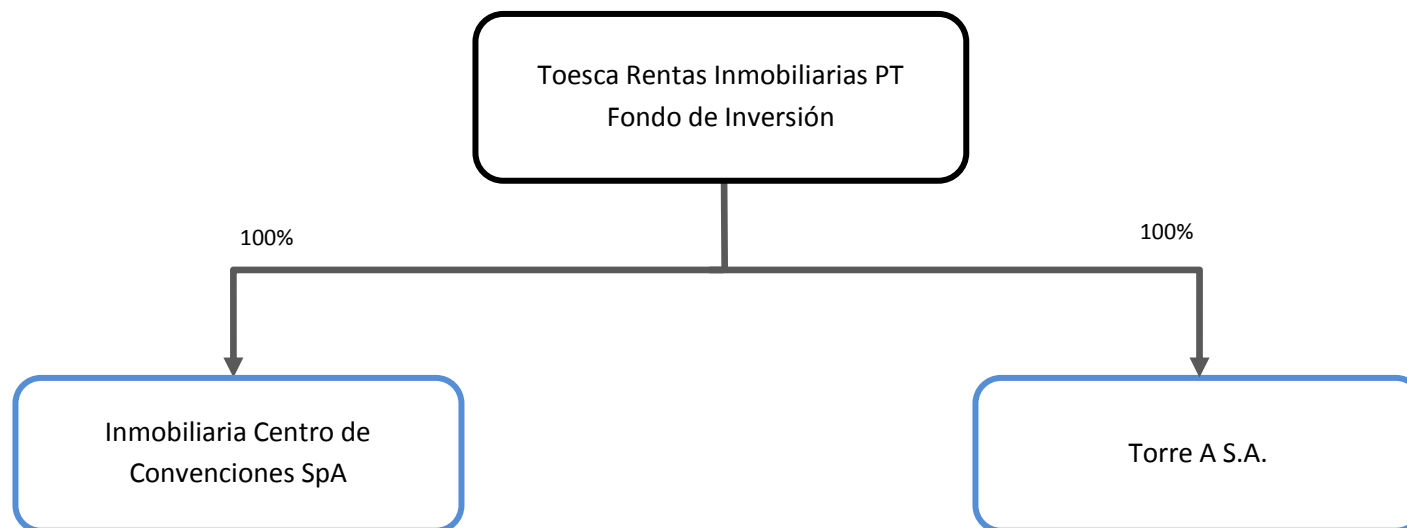 Toesca Rentas Inmobiliarias PT
Fondo de Inversión
100%
100%
Inmobiliaria Centro de
Convenciones SpA
Torre A S.A.